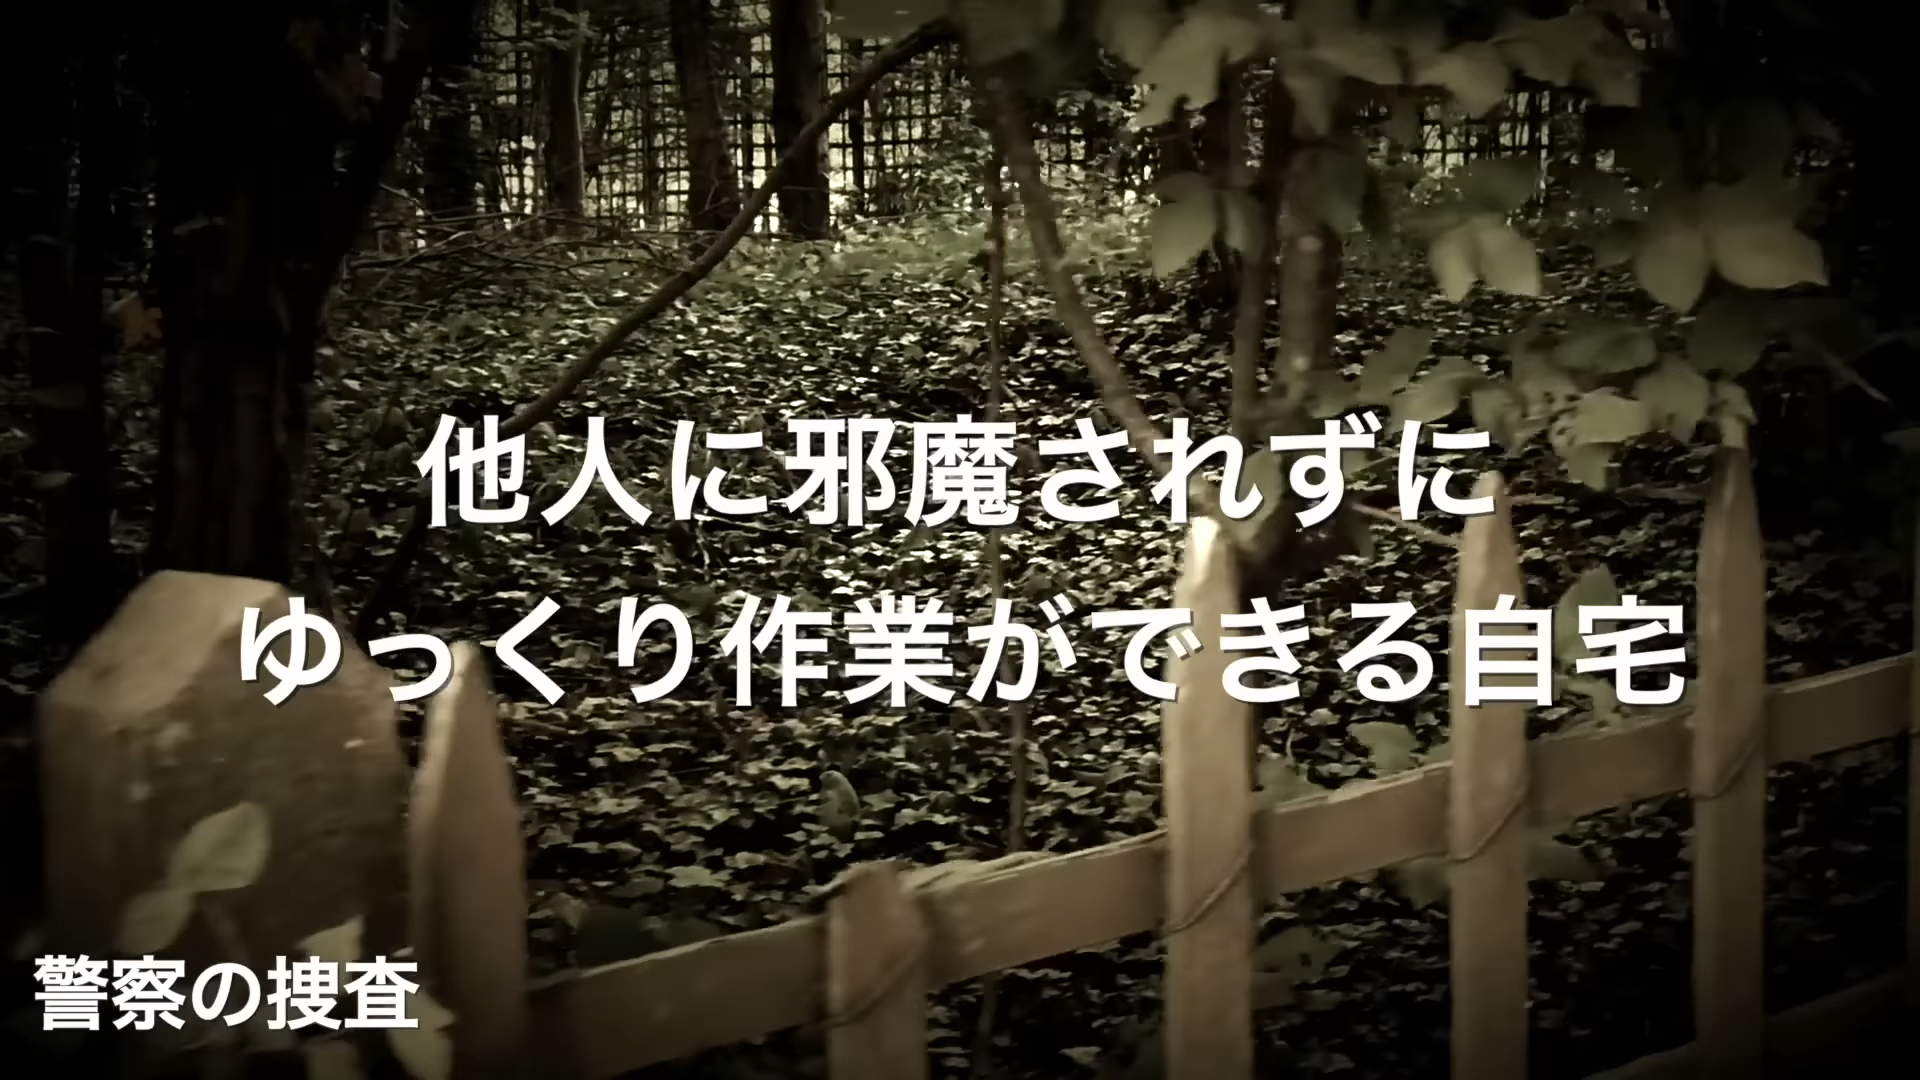 他人に邪魔されずに
ゆっくり作業ができる自宅
警察の捜査